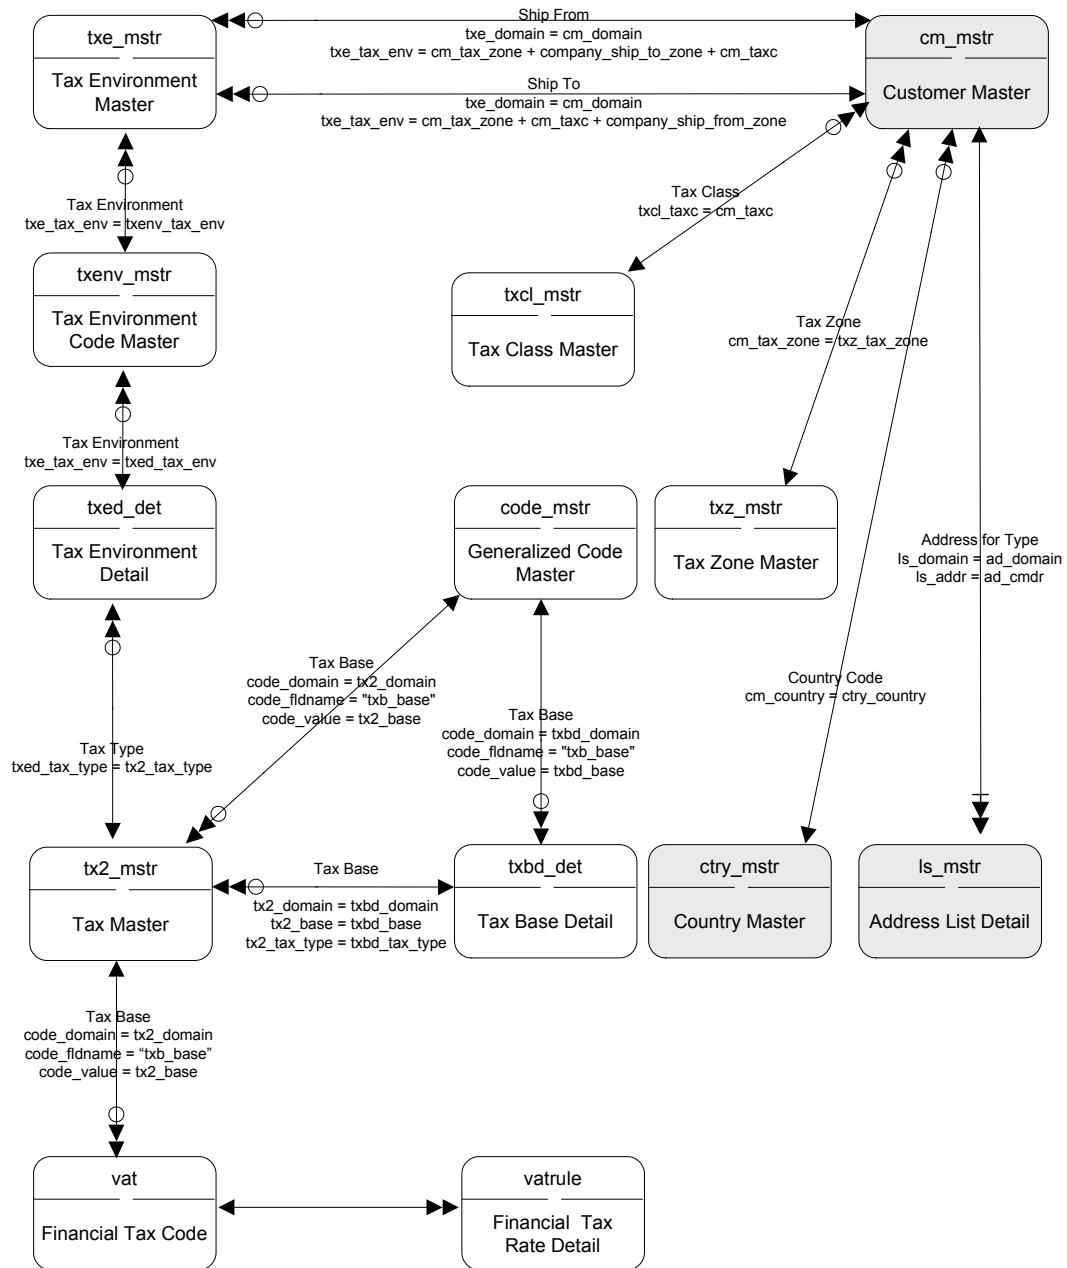 Ship From
txe_domain = cm_domain
txe_tax_env = cm_tax_zone + company_ship_to_zone + cm_taxc
txe_mstr
Tax Environment
Master
cm_mstr
Customer Master
Ship To
txe_domain = cm_domain
txe_tax_env = cm_tax_zone + cm_taxc + company_ship_from_zone
Tax Environment
txe_tax_env = txenv_tax_env
Tax Class
txcl_taxc = cm_taxc
txenv_mstr
Tax Environment
Code Master
txcl_mstr
Tax Class Master
Tax Zone
cm_tax_zone = txz_tax_zone
Tax Environment
txe_tax_env = txed_tax_env
txed_det
Tax Environment
Detail
code_mstr
Generalized Code
Master
txz_mstr
Tax Zone Master
Address for Type
ls_domain = ad_domain
ls_addr = ad_cmdr
Tax Base
code_domain = tx2_domain
code_fldname = "txb_base"
code_value = tx2_base
Country Code
cm_country = ctry_country
Tax Base
code_domain = txbd_domain
code_fldname = "txb_base"
code_value = txbd_base
Tax Type
txed_tax_type = tx2_tax_type
tx2_mstr
Tax Master
Tax Base
tx2_domain = txbd_domain
tx2_base = txbd_base
tx2_tax_type = txbd_tax_type
txbd_det
Tax Base Detail
ctry_mstr
Country Master
ls_mstr
Address List Detail
Tax Base
code_domain = tx2_domain
code_fldname = “txb_base”
code_value = tx2_base
vat
Financial Tax Code
vatrule
Financial Tax
Rate Detail